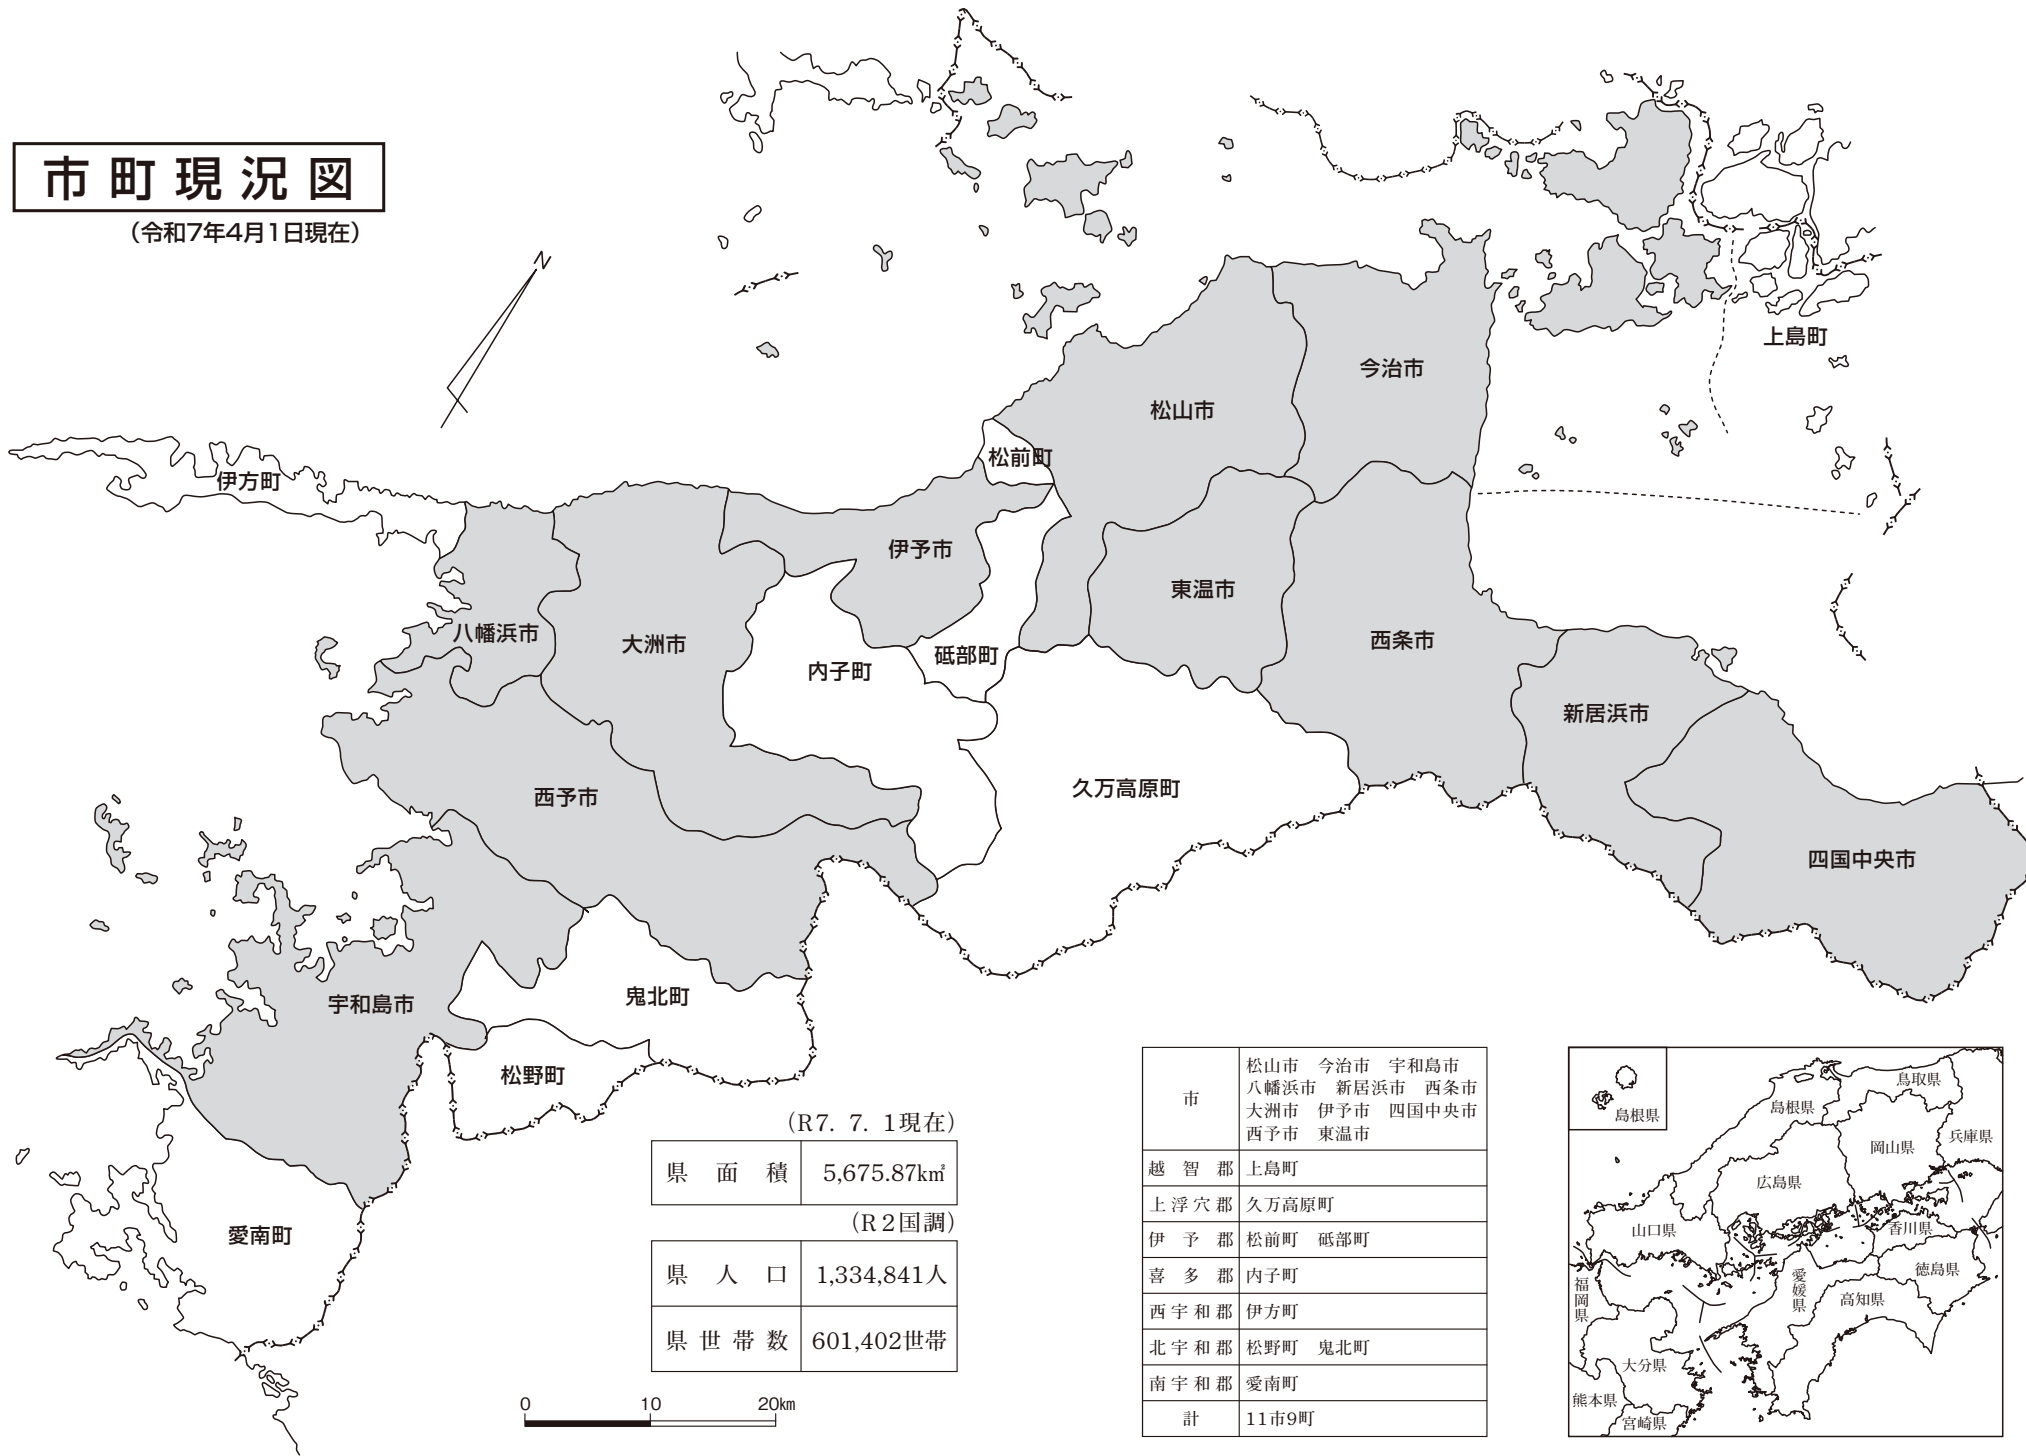 市町現況図
(令和7年4月1日現在)
N
上島町
今治市
松山市
松前町
伊方町
伊予市
東温市
八幡浜市
大洲市
西条市
砥部町
内子町
新居浜市
久万高原町
西予市
四国中央市
鬼北町
宇和島市
松野町
愛南町
(R7. 7. 1現在)
県面積 5,675.87㎢
(R2国調)
県人口 1,334,841人
県世帯数 601,402世帯
0 10 20㎞
市 松山市 今治市 宇和島市
八幡浜市 新居浜市 西条市
大洲市 伊予市 四国中央市
西予市 東温市
越智郡 上島町
上浮穴郡 久万高原町
伊予郡 松前町 砥部町
喜多郡 内子町
西宇和郡 伊方町
北宇和郡 松野町 鬼北町
南宇和郡 愛南町
計 11市9町
島根県
鳥取県
島根県
岡山県
兵庫県
広島県
山口県
香川県
徳島県
愛媛県
高知県
福岡県
大分県
熊本県
宮崎県